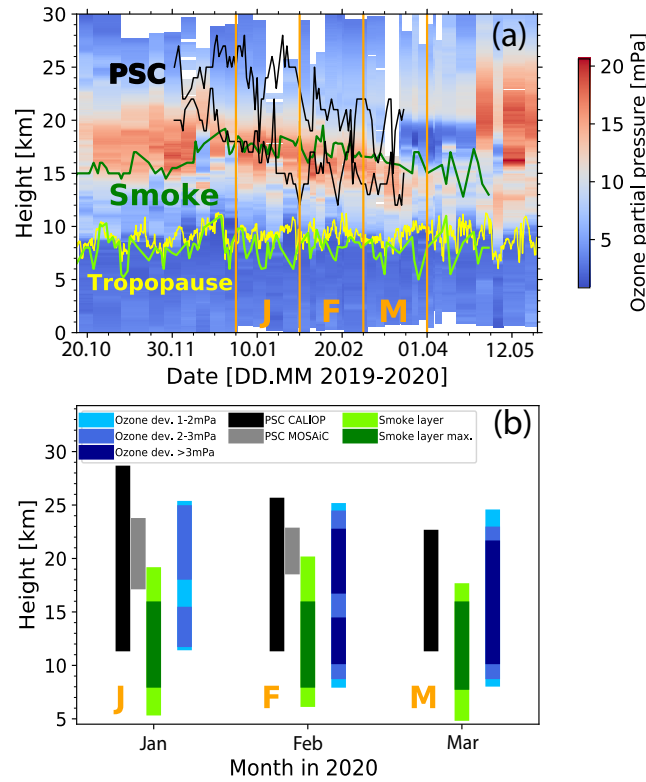 (a)
30
25
20
15
10
5
0
Height [km]
PSC
Smoke
Tropopause
J F M
20.10 30.11 10.01 20.02 01.04 12.05
Date [DD.MM 2019-2020]
20
15
10
5
Ozone partial pressure [mPa]
(b)
Ozone dev. 1-2mPa PSC CALIOP Smoke layer
Ozone dev. 2-3mPa PSC MOSAiC Smoke layer max.
Ozone dev. >3mPa
30
25
20
15
10
5
Height [km]
J F M
Jan Feb Mar
Month in 2020